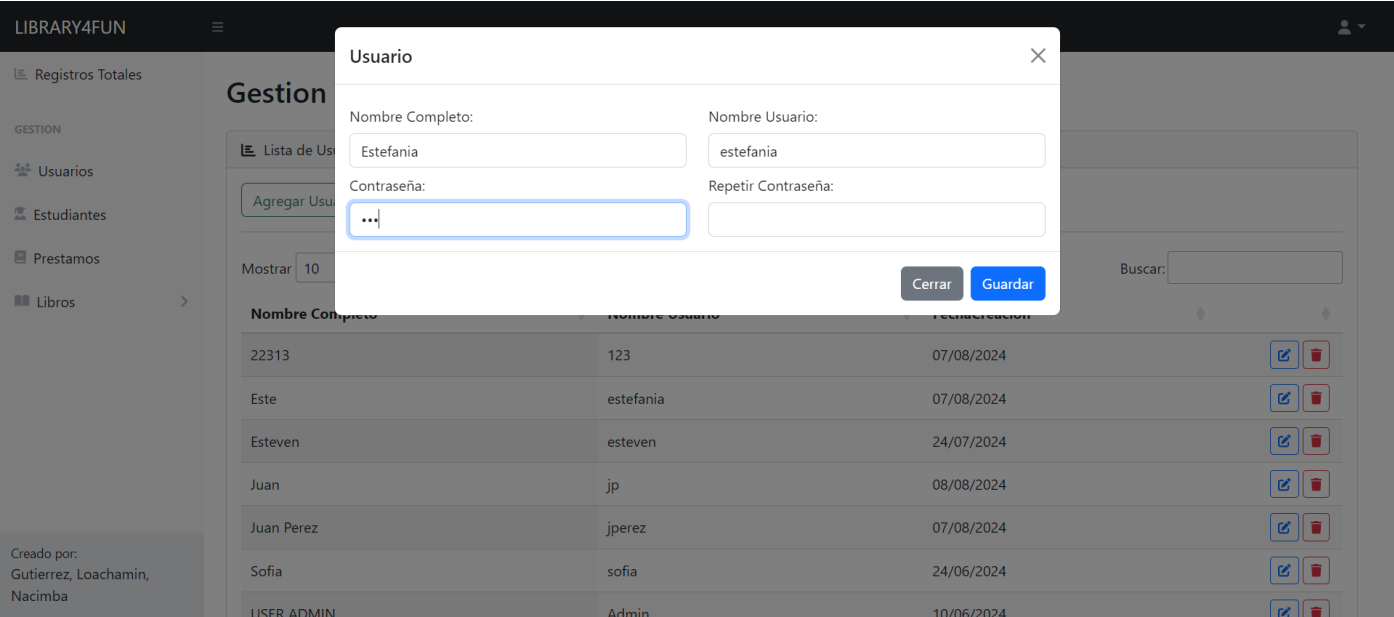 LIBRARY4FUN
Registros Totales
GESTION
Usuarios
Estudiantes
Prestamos
Libros
Creado por:
Gutierrez, Loachamin,
Nacimba
Gestion
Lista de Us
Agregar Usu
Mostrar 10
Buscar:
Usuario
Nombre Completo:
Nombre Usuario:
Estefania
estefania
Contraseña:
Repetir Contraseña:
•••
Cerrar
Guardar
Nombre Completo Nombre Usuario FechaCreacion
22313 123 07/08/2024
Este estefania 07/08/2024
Esteven esteven 24/07/2024
Juan jp 08/08/2024
Juan Perez jperez 07/08/2024
Sofia sofia 24/06/2024
USER ADMIN Admin 10/06/2024